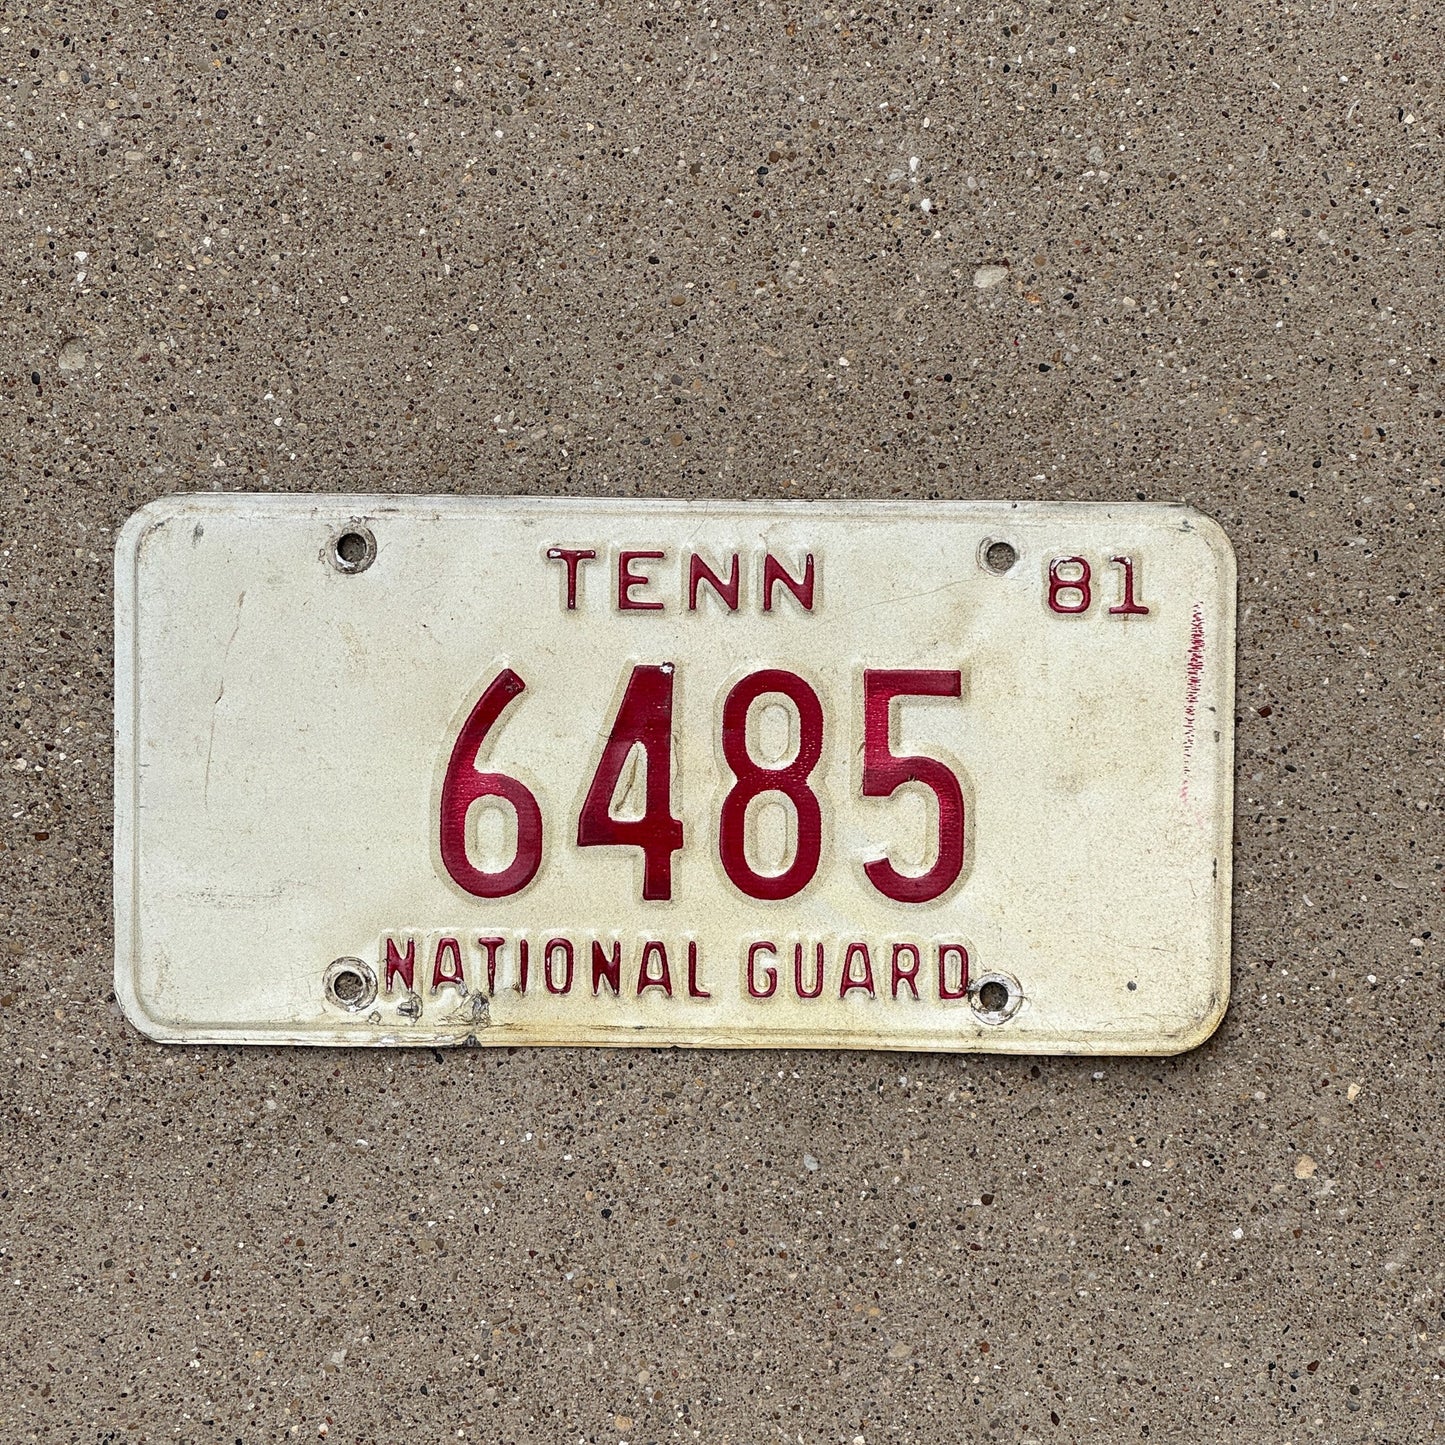 TENN 81
6485
NATIONAL GUARD